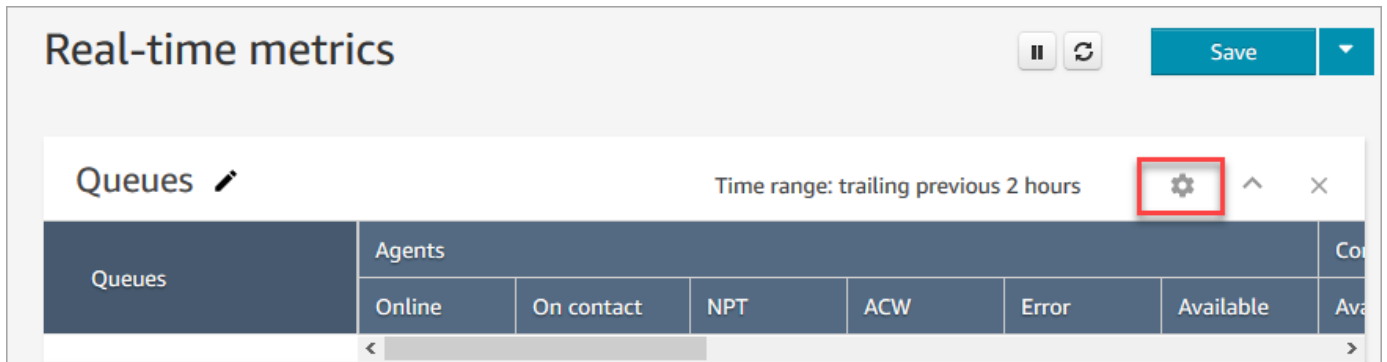 Real-time metrics
Save
Queues
Time range: trailing previous 2 hours
Queues
Agents
Online On contact NPT ACW Error Available